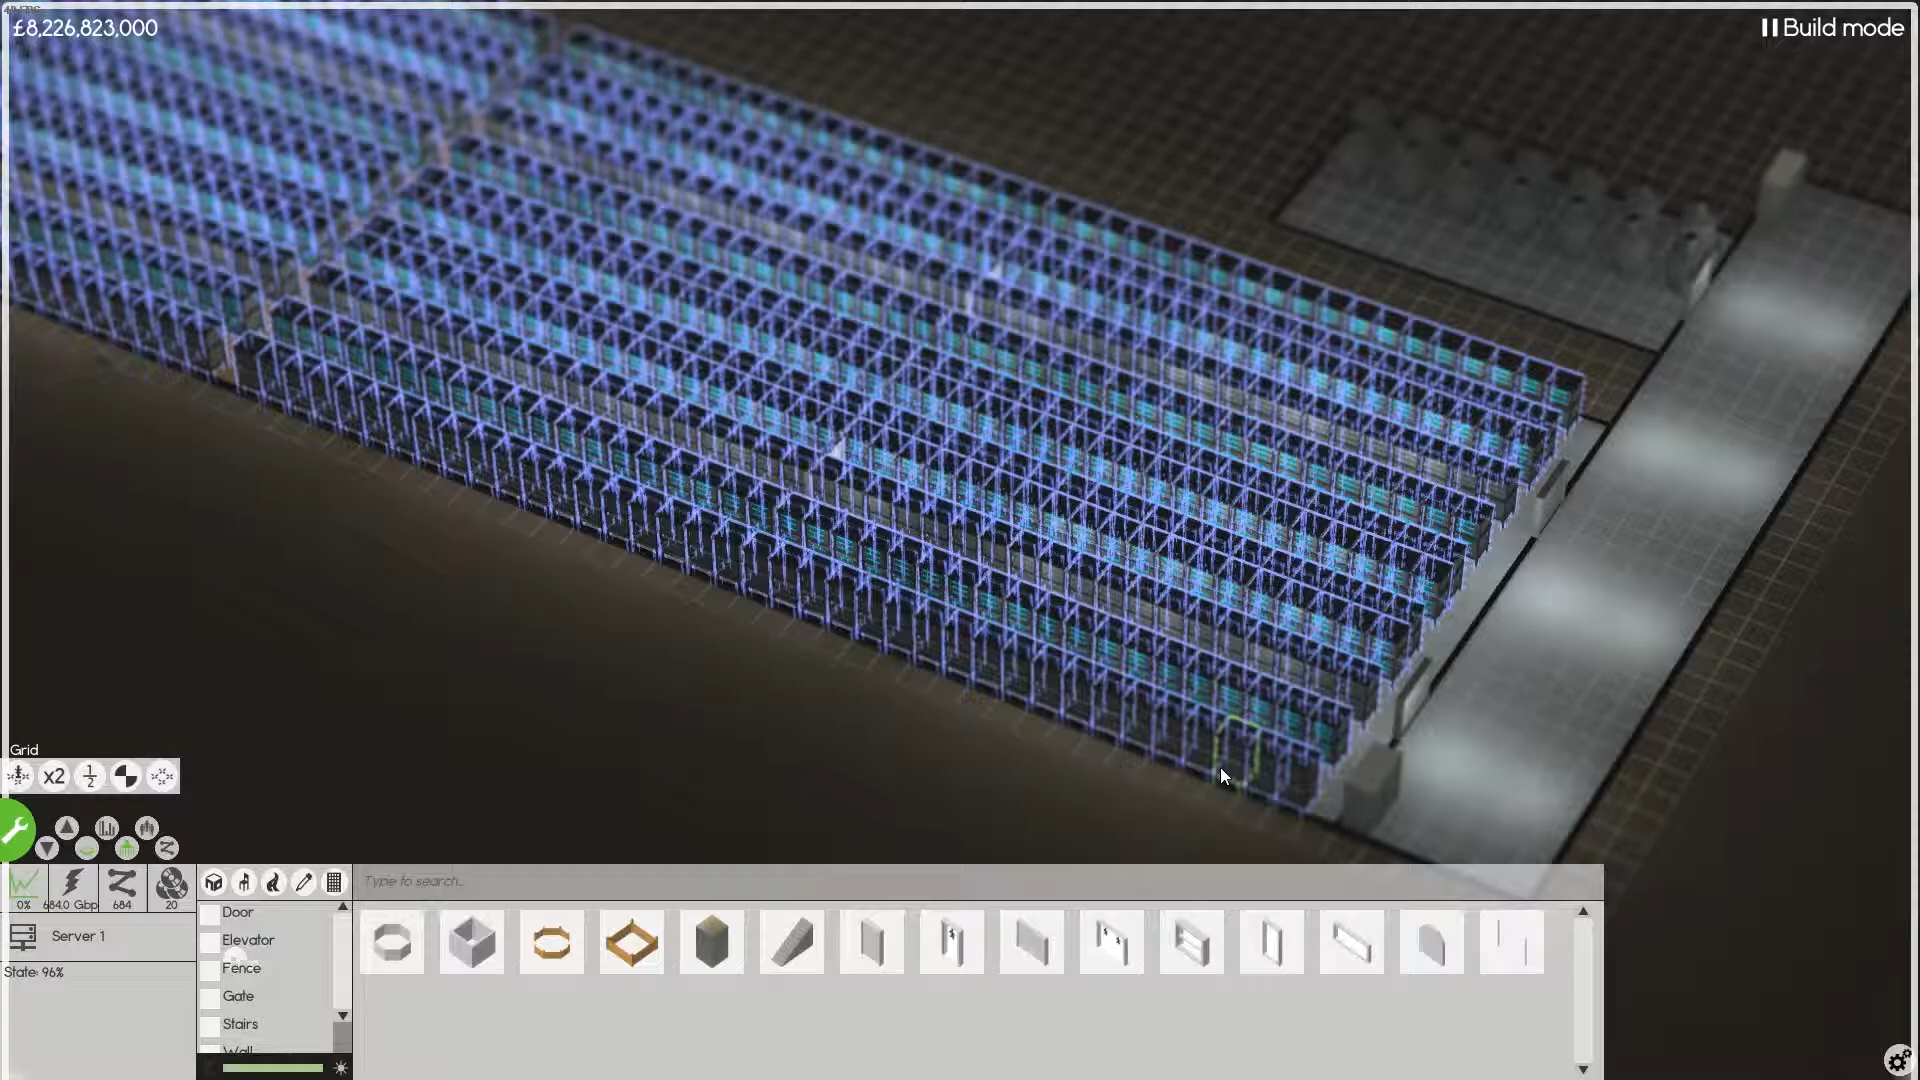 £8,226,823,000
Build mode
Grid
x2
1/2
0%
684.0 Gbp
684
20
Type to search...
Server 1
State: 96%
Door
Elevator
Fence
Gate
Stairs
Wall